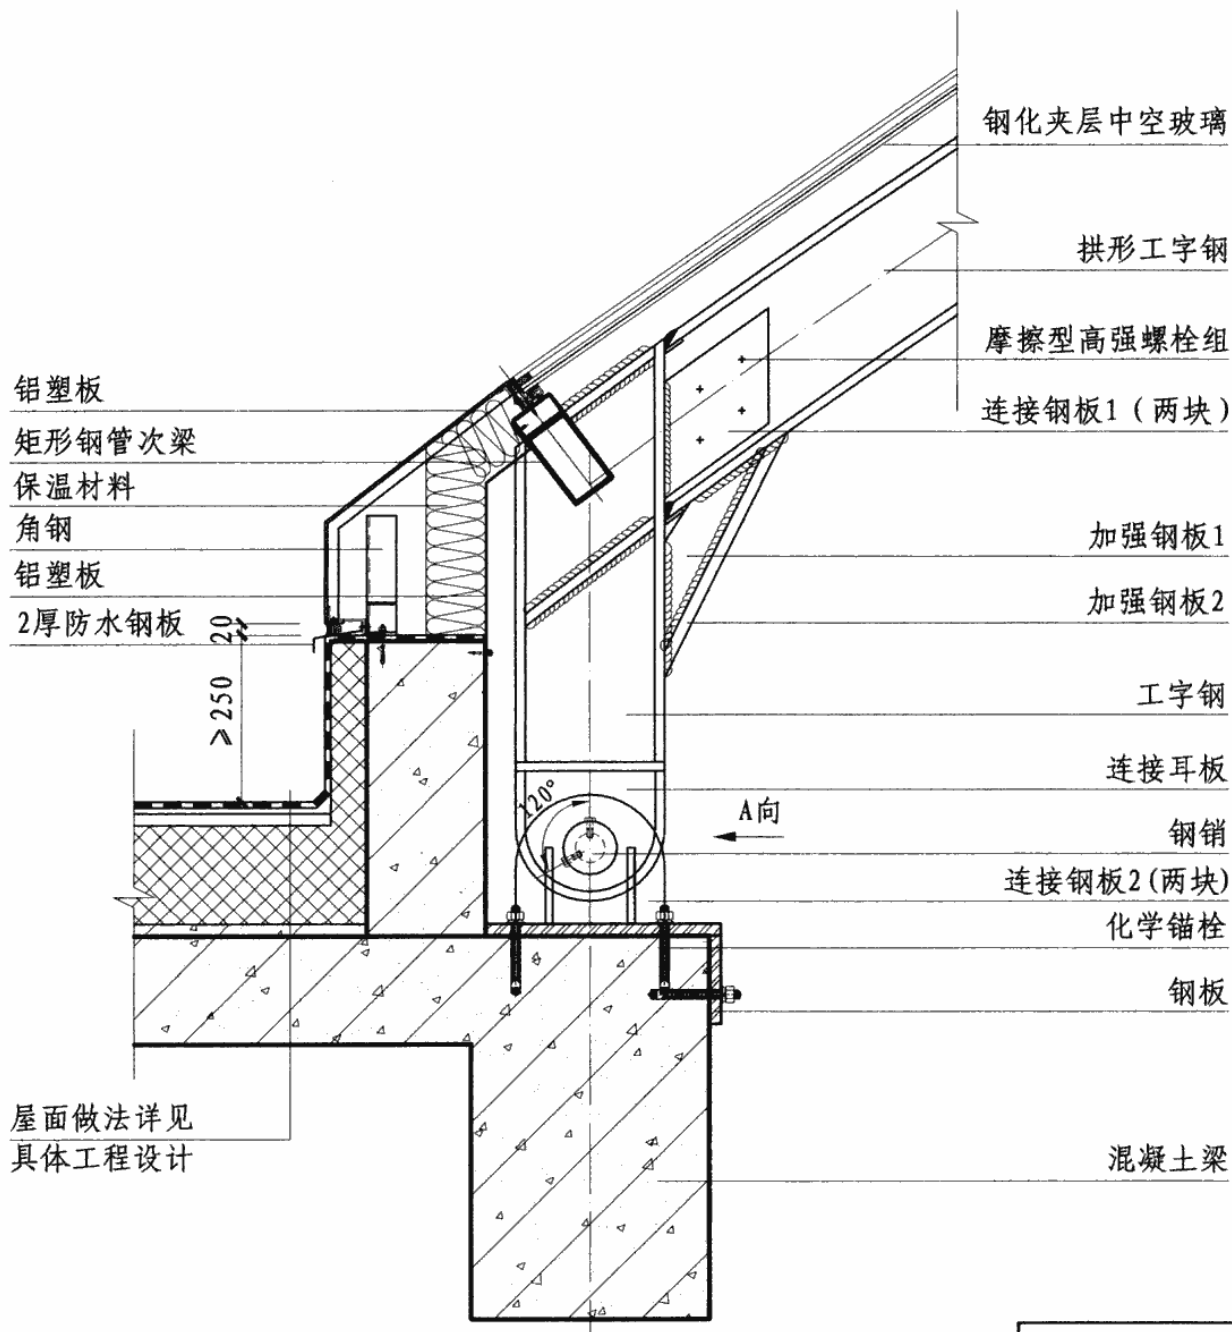 钢化夹层中空玻璃
拱形工字钢
摩擦型高强螺栓组
连接钢板1(两块)
加强钢板1
加强钢板2
工字钢
连接耳板
钢销
连接钢板2(两块)
化学锚栓
钢板
混凝土梁
铝塑板
矩形钢管次梁
保温材料
角钢
铝塑板
2厚防水钢板
20
≥250
120°
A向
屋面做法详见
具体工程设计